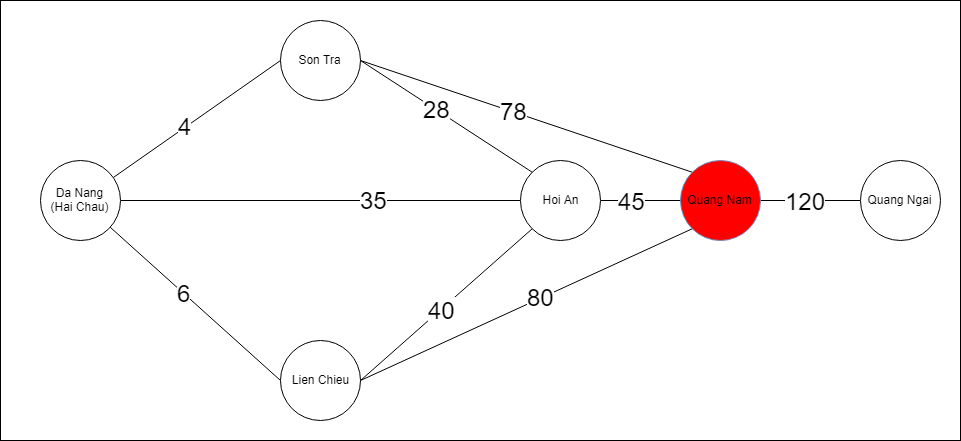 Son Tra
28
78
4
Da Nang
(Hai Chau)
35
Hoi An
45
Quang Nam
120
Quang Ngai
6
40
80
Lien Chieu